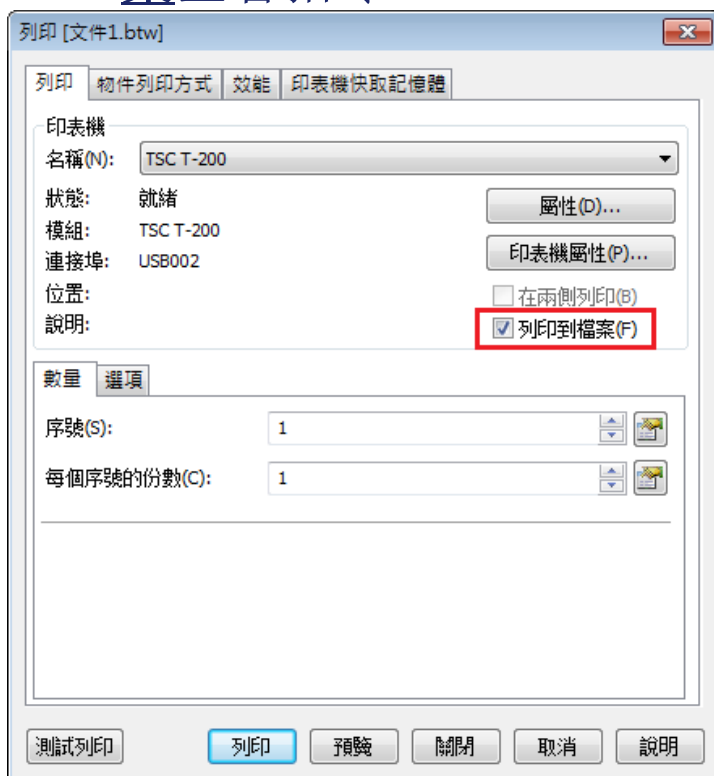 列印 [文件1.btw]
列印 物件列印方式 效能 印表機快取記憶體
印表機
名稱(N): TSC T-200
狀態: 就緒
屬性(D)...
模組: TSC T-200
印表機屬性(P)...
連接埠: USB002
位置:
在兩側列印(B)
說明:
列印到檔案(F)
數量 選項
序號(S): 1
每個序號的份數(C): 1
測試列印 列印 預覽 關閉 取消 說明